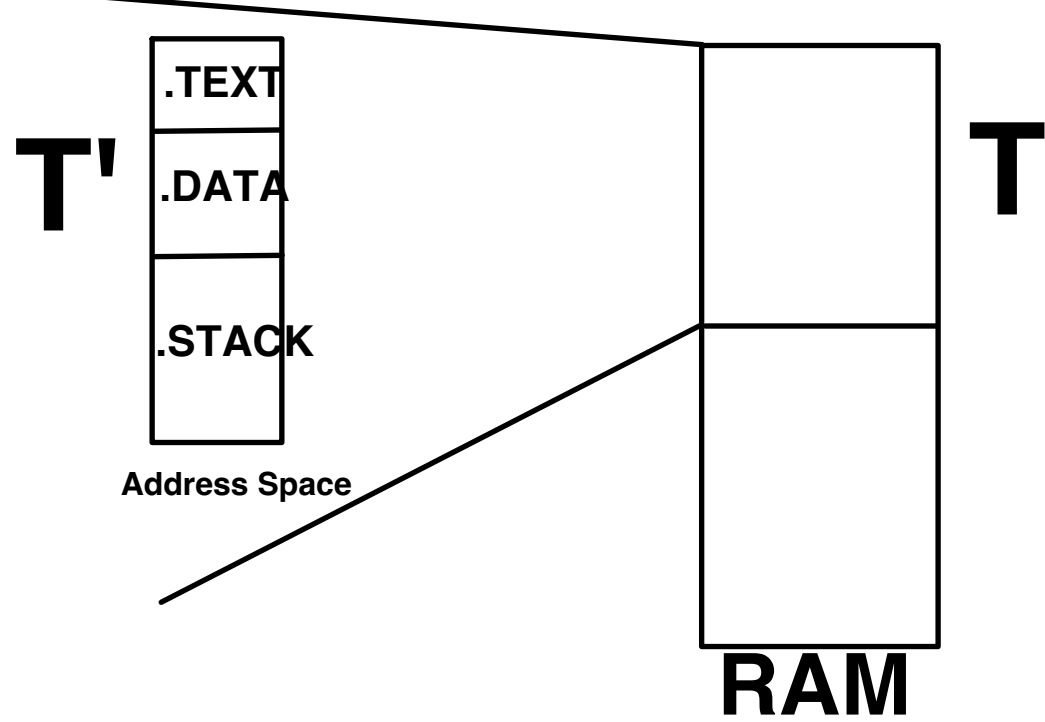 .TEXT
T'
.DATA
.STACK
Address Space
T
RAM